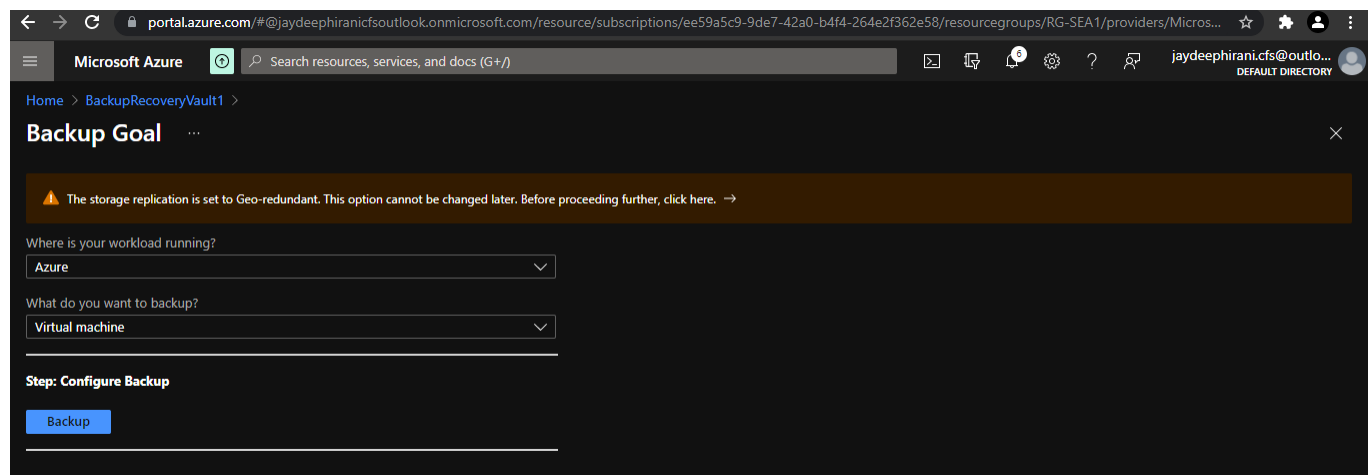 portal.azure.com/#@jaydeephiranicfsoutlook.onmicrosoft.com/resource/subscriptions/ee59a5c9-9de7-42a0-b4f4-264e2f362e58/resourcegroups/RG-SEA1/providers/Micros...
Microsoft Azure
Search resources, services, and docs (G+/)
6
jaydeephirani.cfs@outlo...
DEFAULT DIRECTORY
Home > BackupRecoveryVault1 >
Backup Goal ...
The storage replication is set to Geo-redundant. This option cannot be changed later. Before proceeding further, click here. →
Where is your workload running?
Azure
What do you want to backup?
Virtual machine
Step: Configure Backup
Backup